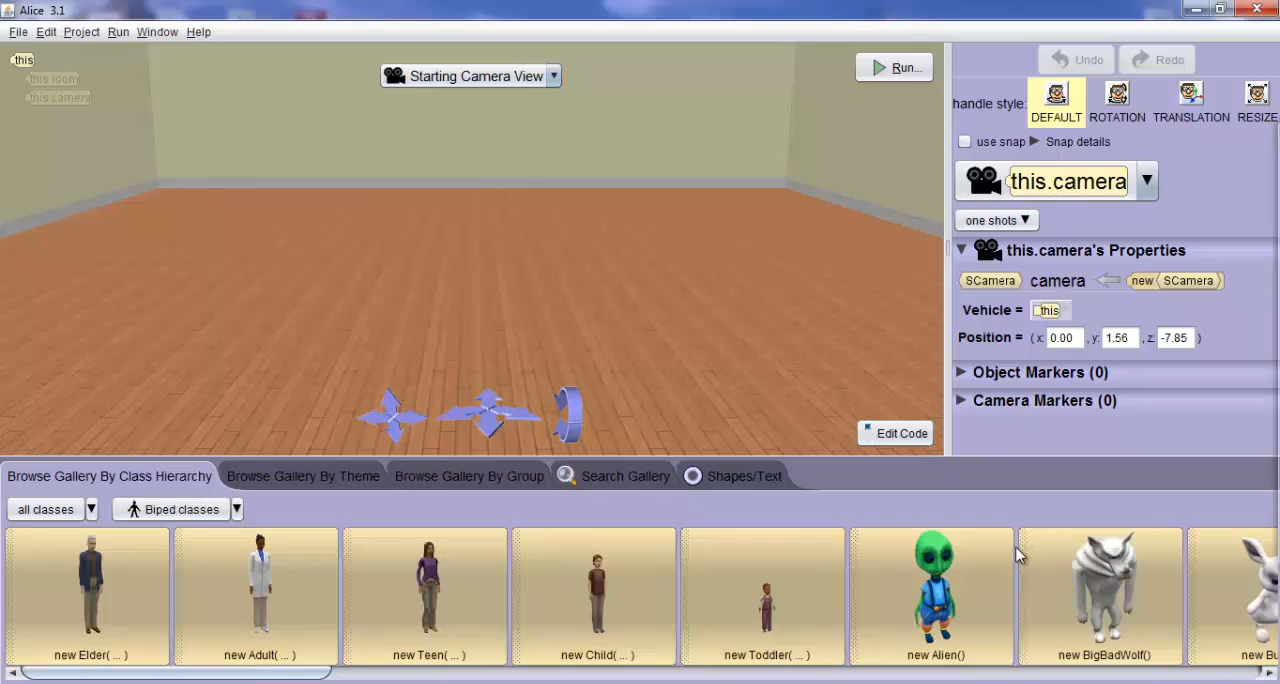 Alice 3.1
File Edit Project Run Window Help
this
this room
this camera
Starting Camera View
Run...
Undo Redo
handle style: DEFAULT ROTATION TRANSLATION RESIZE
use snap Snap details
this.camera
one shots
this.camera's Properties
SCamera camera new SCamera
Vehicle = this
Position = ( x: 0.00 , y: 1.56 , z: -7.85 )
Object Markers (0)
Camera Markers (0)
Edit Code
Browse Gallery By Class Hierarchy Browse Gallery By Theme Browse Gallery By Group Search Gallery Shapes/Text
all classes Biped classes
new Elder( ... ) new Adult( ... ) new Teen( ... ) new Child( ... ) new Toddler( ... ) new Alien() new BigBadWolf() new Bu